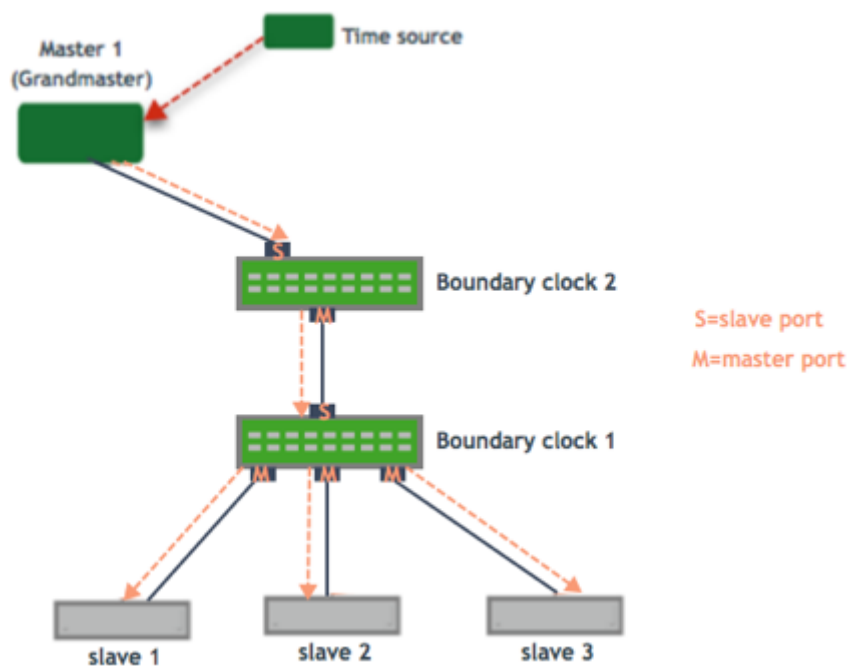 Time source
Master 1
(Grandmaster)
S
Boundary clock 2
M
S=slave port
M=master port
S
Boundary clock 1
M M M
slave 1
slave 2
slave 3